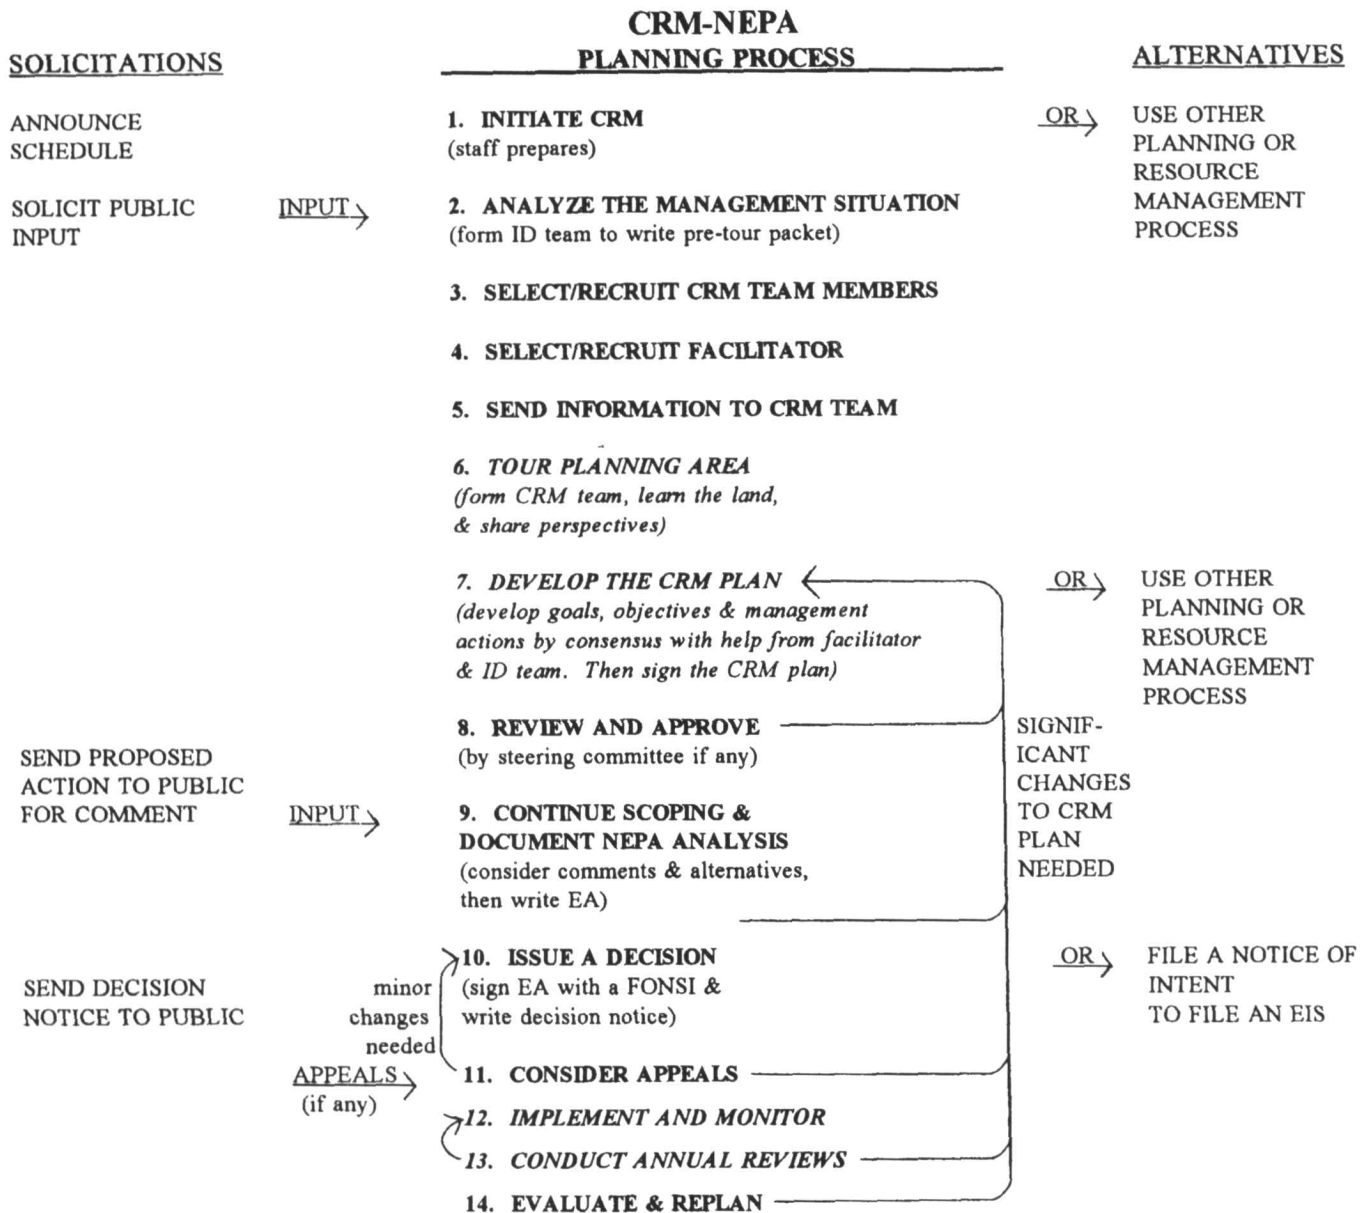 CRM-NEPA
SOLICITATIONS
PLANNING PROCESS
ALTERNATIVES
ANNOUNCE
SCHEDULE
1. INITIATE CRM
(staff prepares)
OR
USE OTHER
PLANNING OR
RESOURCE
MANAGEMENT
PROCESS
SOLICIT PUBLIC
INPUT
INPUT
2. ANALYZE THE MANAGEMENT SITUATION
(form ID team to write pre-tour packet)
3. SELECT/RECRUIT CRM TEAM MEMBERS
4. SELECT/RECRUIT FACILITATOR
5. SEND INFORMATION TO CRM TEAM
6. TOUR PLANNING AREA
(form CRM team, learn the land,
& share perspectives)
7. DEVELOP THE CRM PLAN
(develop goals, objectives & management
actions by consensus with help from facilitator
& ID team. Then sign the CRM plan)
OR
USE OTHER
PLANNING OR
RESOURCE
MANAGEMENT
PROCESS
8. REVIEW AND APPROVE
(by steering committee if any)
SIGNIF-
ICANT
CHANGES
TO CRM
PLAN
NEEDED
SEND PROPOSED
ACTION TO PUBLIC
FOR COMMENT
INPUT
9. CONTINUE SCOPING &
DOCUMENT NEPA ANALYSIS
(consider comments & alternatives,
then write EA)
10. ISSUE A DECISION
(sign EA with a FONSI &
write decision notice)
OR
FILE A NOTICE OF
INTENT
TO FILE AN EIS
SEND DECISION
NOTICE TO PUBLIC
minor
changes
needed
APPEALS
(if any)
11. CONSIDER APPEALS
12. IMPLEMENT AND MONITOR
13. CONDUCT ANNUAL REVIEWS
14. EVALUATE & REPLAN